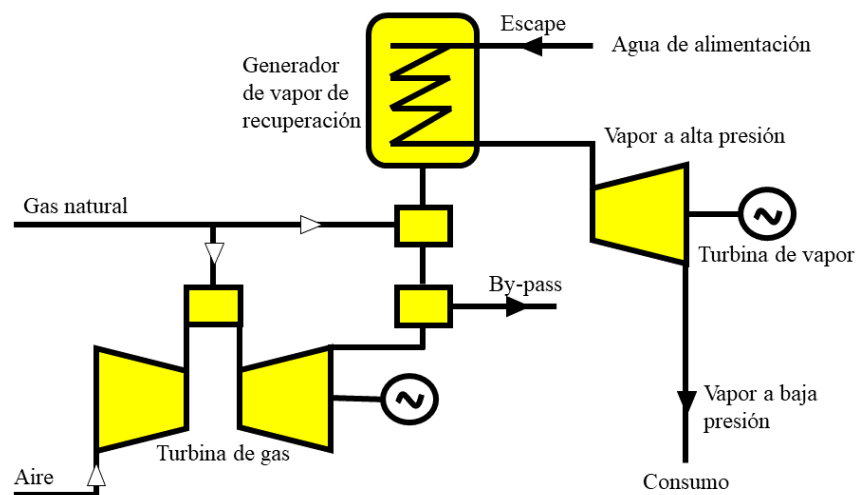 Escape
Agua de alimentación
Generador
de vapor de
recuperación
Vapor a alta presión
Gas natural
Turbina de vapor
By-pass
Vapor a baja
presión
Turbina de gas
Aire
Consumo